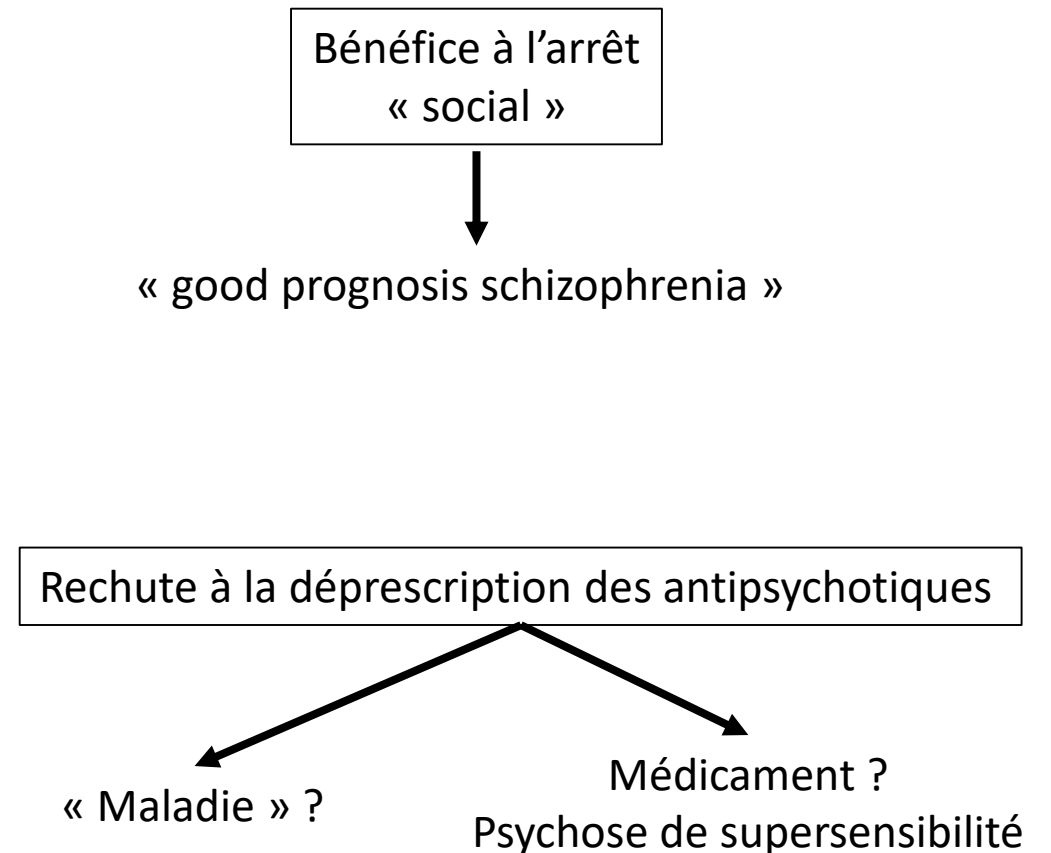 Bénéfice à l’arrêt
« social »
« good prognosis schizophrenia »
Rechute à la déprescription des antipsychotiques
« Maladie » ?
Médicament ?
Psychose de supersensibilité